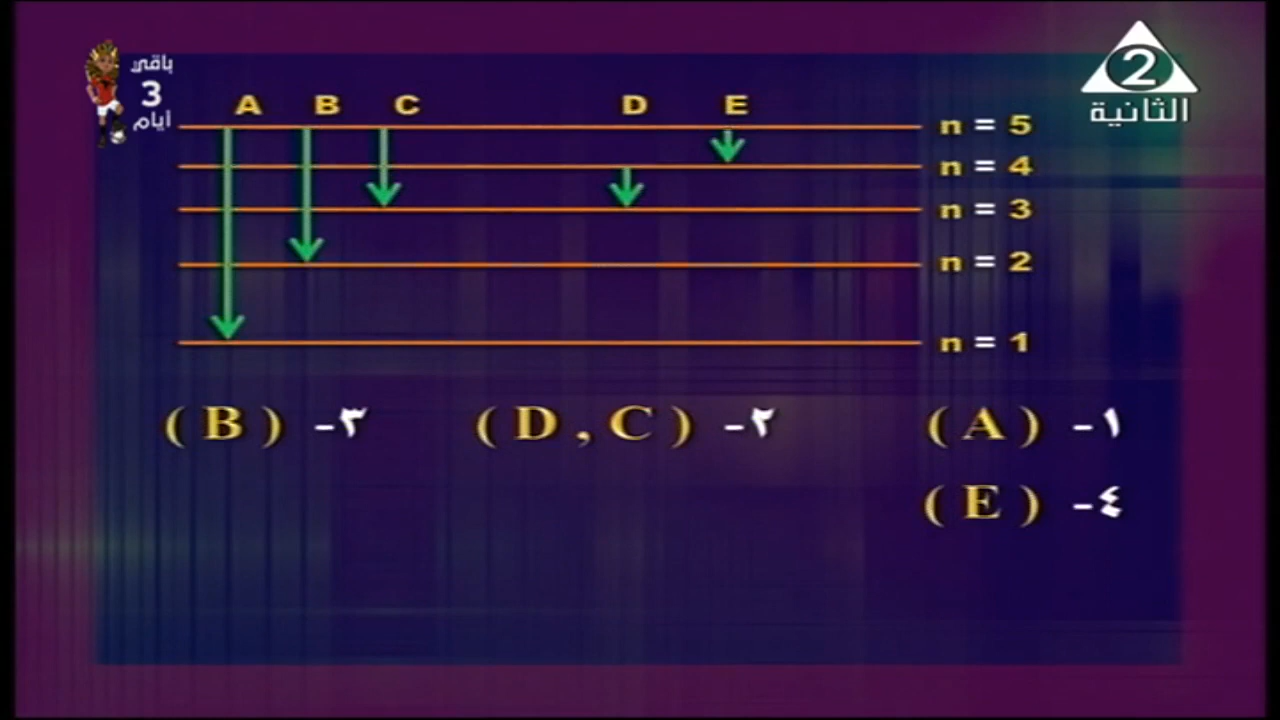 باقي
3
أيام
2
الثانية
A B C D E
n = 5
n = 4
n = 3
n = 2
n = 1
١- ( A ) ٢- ( D , C ) ٣- ( B )
٤- ( E )